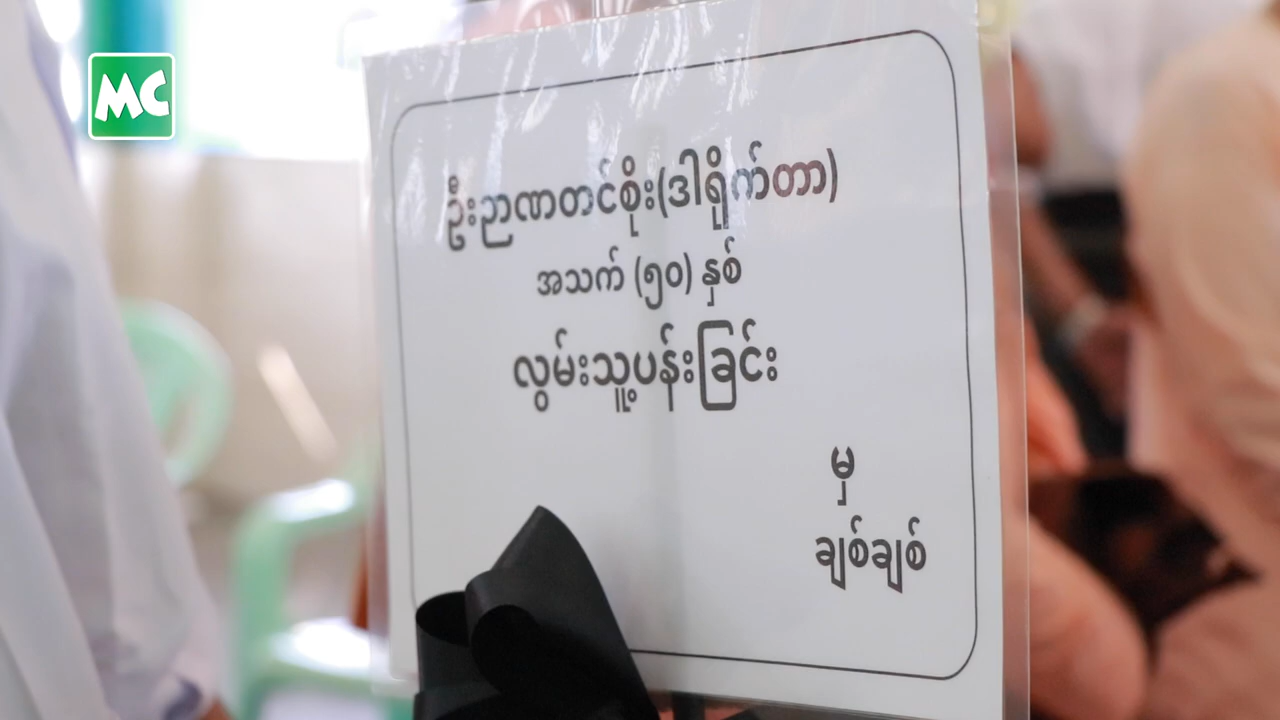 MC
ဦးဉာဏတင်စိုး(ဒါရိုက်တာ)
အသက် (၅၀) နှစ်
လွမ်းသူ့ပန်းခြင်း
မှ
ချစ်ချစ်